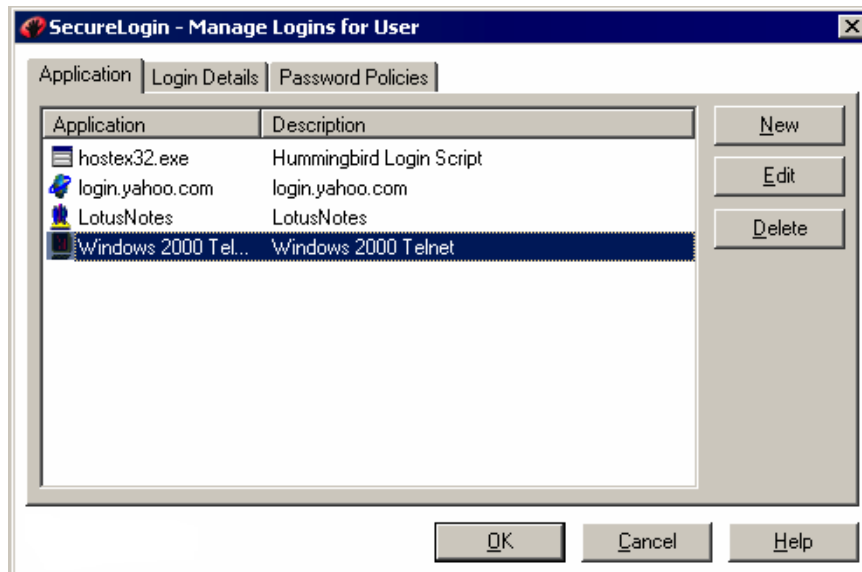 SecureLogin - Manage Logins for User
Application Login Details Password Policies
Application Description
hostex32.exe Hummingbird Login Script
login.yahoo.com login.yahoo.com
LotusNotes LotusNotes
Windows 2000 Tel... Windows 2000 Telnet
New
Edit
Delete
OK Cancel Help